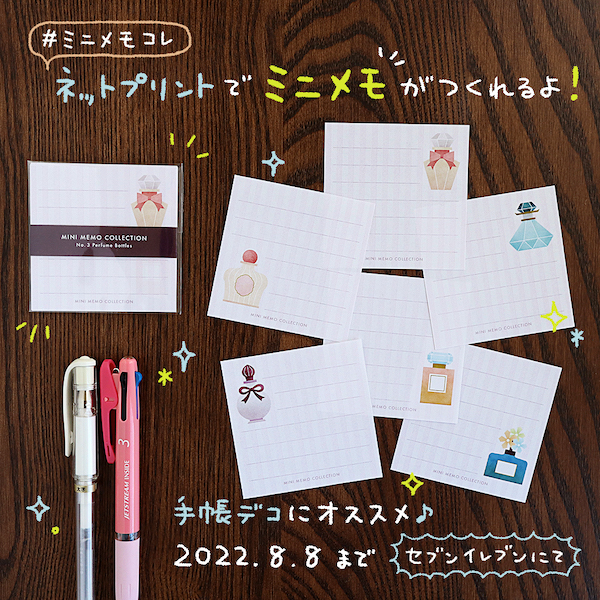 #ミニメモコレ
ネットプリントでミニメモがつくれるよ!
MINI MEMO COLLECTION
No.3 Perfume Bottles
MINI MEMO COLLECTION
MINI MEMO COLLECTION
MINI MEMO COLLECTION
MINI MEMO COLLECTION
MINI MEMO COLLECTION
MINI MEMO COLLECTION
MINI MEMO COLLECTION
3
JETSTREAM INSIDE
手帳デコにオススメ♪
2022.8.8まで
セブンイレブンにて